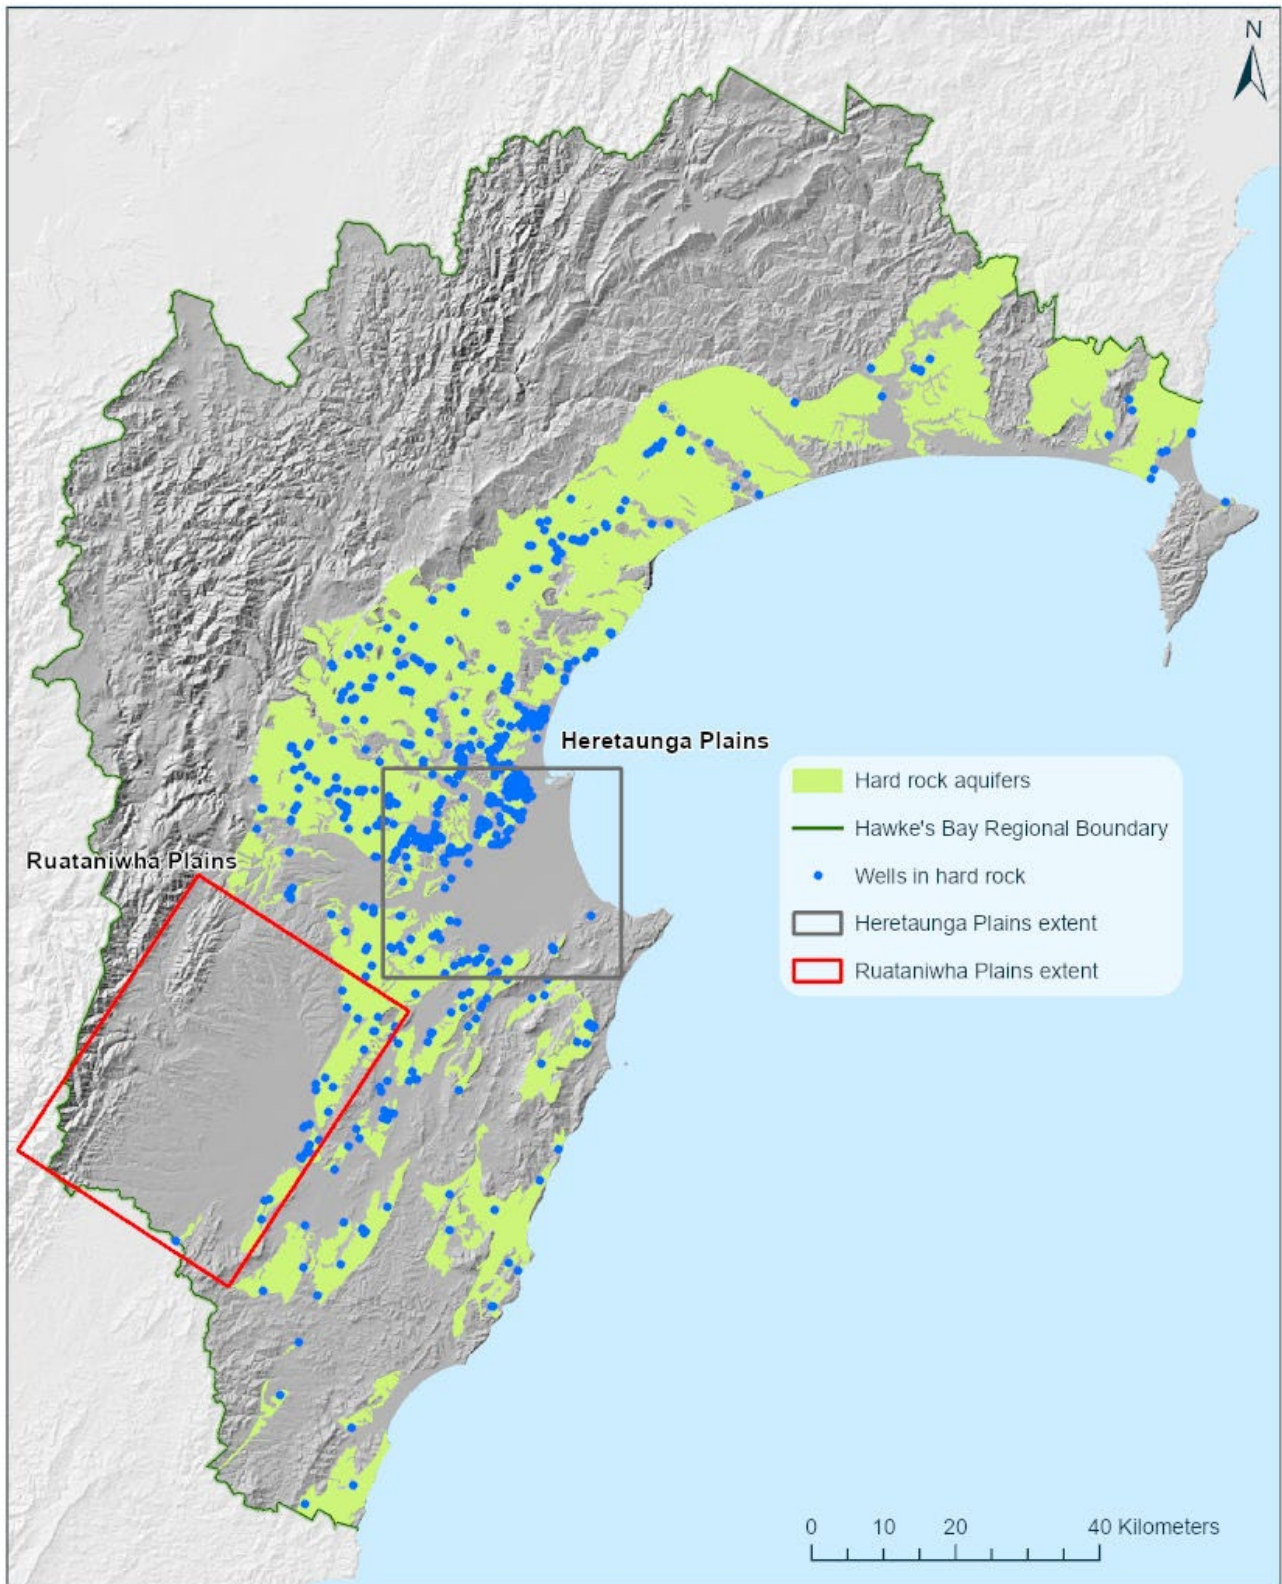 N
Heretaunga Plains
Hard rock aquifers
Hawke's Bay Regional Boundary
Ruataniwha Plains
Wells in hard rock
Heretaunga Plains extent
Ruataniwha Plains extent
0 10 20 40 Kilometers